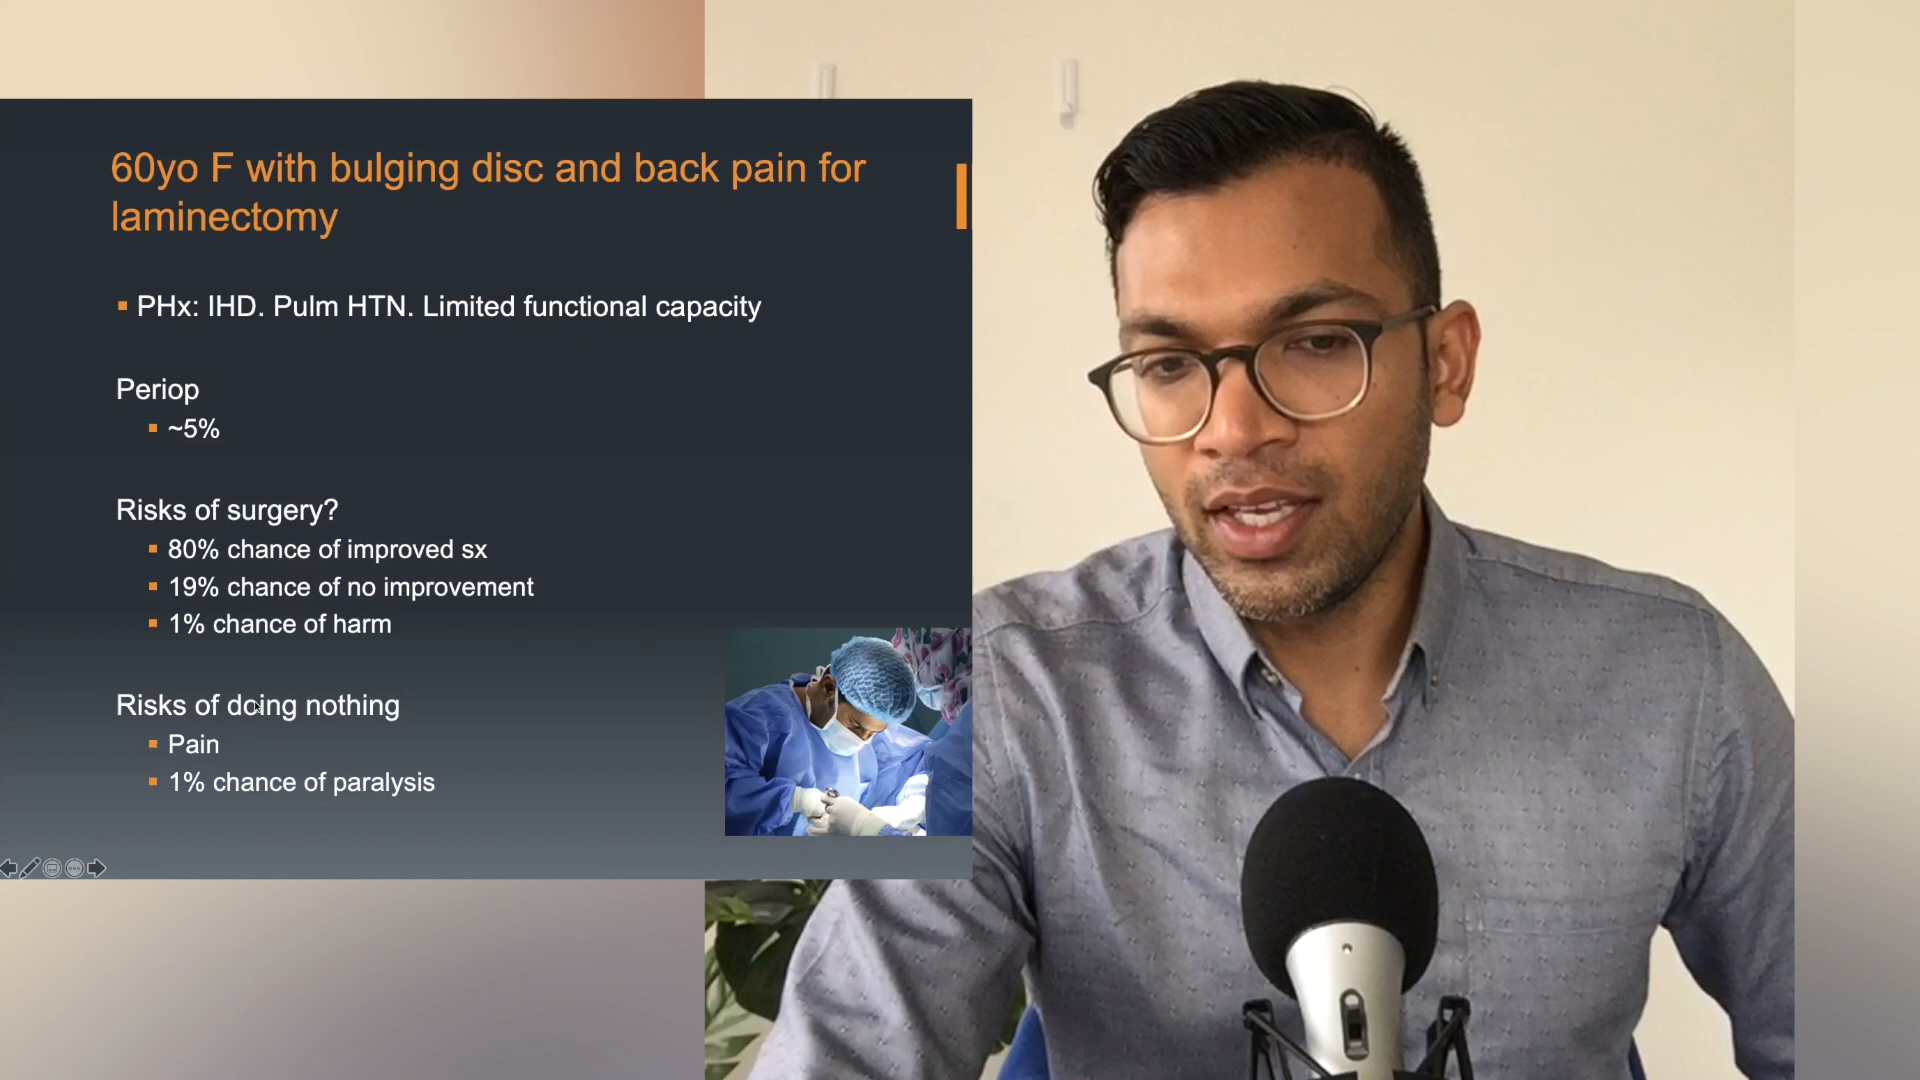 60yo F with bulging disc and back pain for
laminectomy
PHx: IHD. Pulm HTN. Limited functional capacity
Periop
~5%
Risks of surgery?
80% chance of improved sx
19% chance of no improvement
1% chance of harm
Risks of doing nothing
Pain
1% chance of paralysis